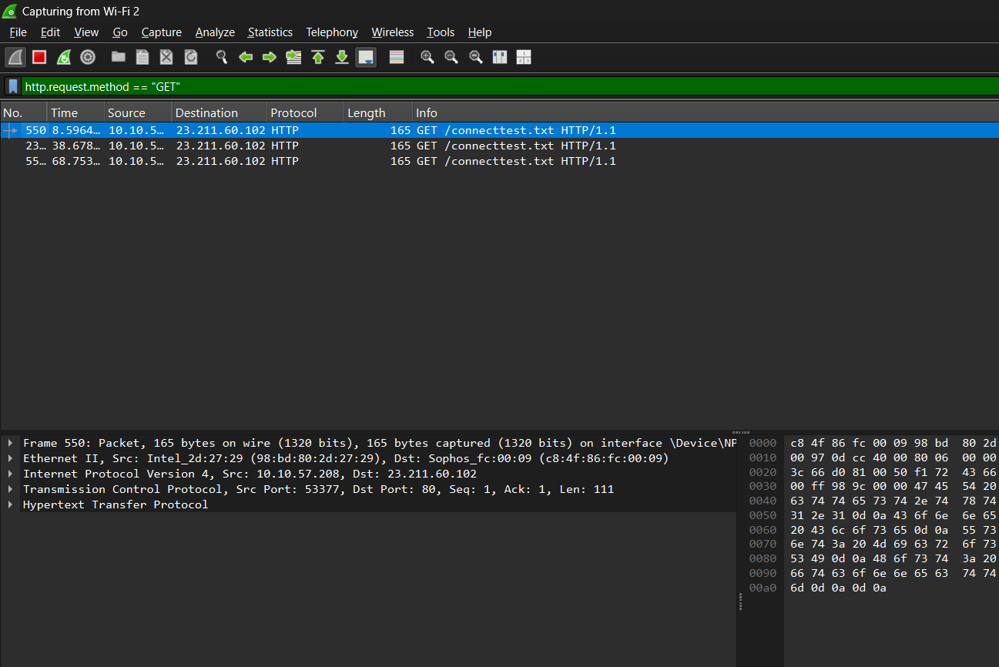 Capturing from Wi-Fi 2
File Edit View Go Capture Analyze Statistics Telephony Wireless Tools Help
http.request.method == "GET"
No. Time Source Destination Protocol Length Info
550 8.5964… 10.10.5… 23.211.60.102 HTTP 165 GET /connecttest.txt HTTP/1.1
23… 38.678… 10.10.5… 23.211.60.102 HTTP 165 GET /connecttest.txt HTTP/1.1
55… 68.753… 10.10.5… 23.211.60.102 HTTP 165 GET /connecttest.txt HTTP/1.1
Frame 550: Packet, 165 bytes on wire (1320 bits), 165 bytes captured (1320 bits) on interface \Device\NP
Ethernet II, Src: Intel_2d:27:29 (98:bd:80:2d:27:29), Dst: Sophos_fc:00:09 (c8:4f:86:fc:00:09)
Internet Protocol Version 4, Src: 10.10.57.208, Dst: 23.211.60.102
Transmission Control Protocol, Src Port: 53377, Dst Port: 80, Seq: 1, Ack: 1, Len: 111
Hypertext Transfer Protocol
0000 c8 4f 86 fc 00 09 98 bd 80 2d
0010 00 97 0d cc 40 00 80 06 00 00
0020 3c 66 d0 81 00 50 f1 72 43 66
0030 00 ff 98 9c 00 00 47 45 54 20
0040 63 74 74 65 73 74 2e 74 78 74
0050 31 2e 31 0d 0a 43 6f 6e 6e 65
0060 20 43 6c 6f 73 65 0d 0a 55 73
0070 6e 74 3a 20 4d 69 63 72 6f 73
0080 53 49 0d 0a 48 6f 73 74 3a 20
0090 66 74 63 6f 6e 6e 65 63 74 74
00a0 6d 0d 0a 0d 0a